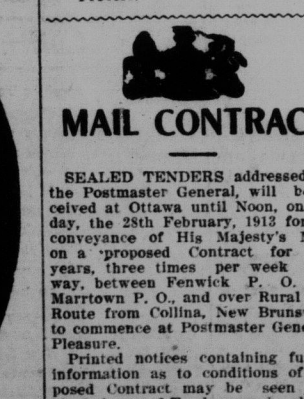 MAIL CONTRAC
SEALED TENDERS addressed
the Postmaster General, will b
ceived at Ottawa until Noon, on
day, the 28th February, 1913 for
conveyance of His Majesty's
on a proposed Contract for
years, three times per week
way, between Fenwick P. O.
Marrtown P. O., and over Rural
Route from Collina, New Bruns
to commence at Postmaster Gene
Pleasure.
Printed notices containing fu
information as to conditions of
posed Contract may be seen